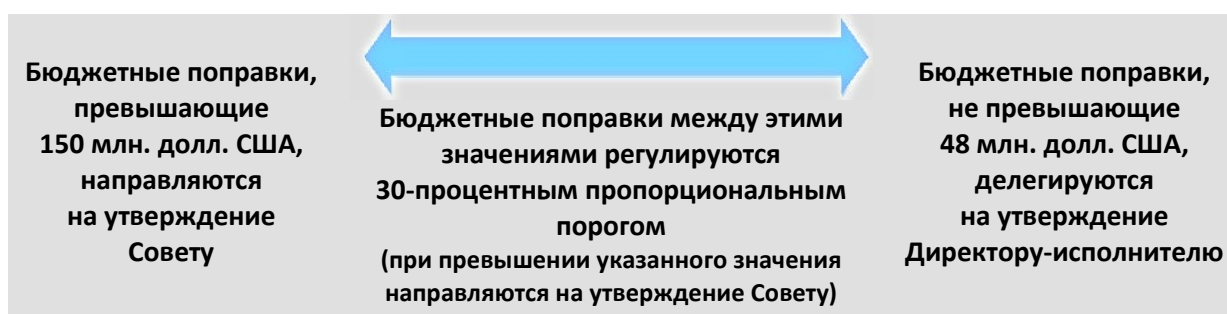 Бюджетные поправки,
превышающие
150 млн. долл. США,
направляются
на утверждение
Совету
Бюджетные поправки между этими
значениями регулируются
30-процентным пропорциональным
порогом
(при превышении указанного значения
направляются на утверждение Совету)
Бюджетные поправки,
не превышающие
48 млн. долл. США,
делегируются
на утверждение
Директору-исполнителю